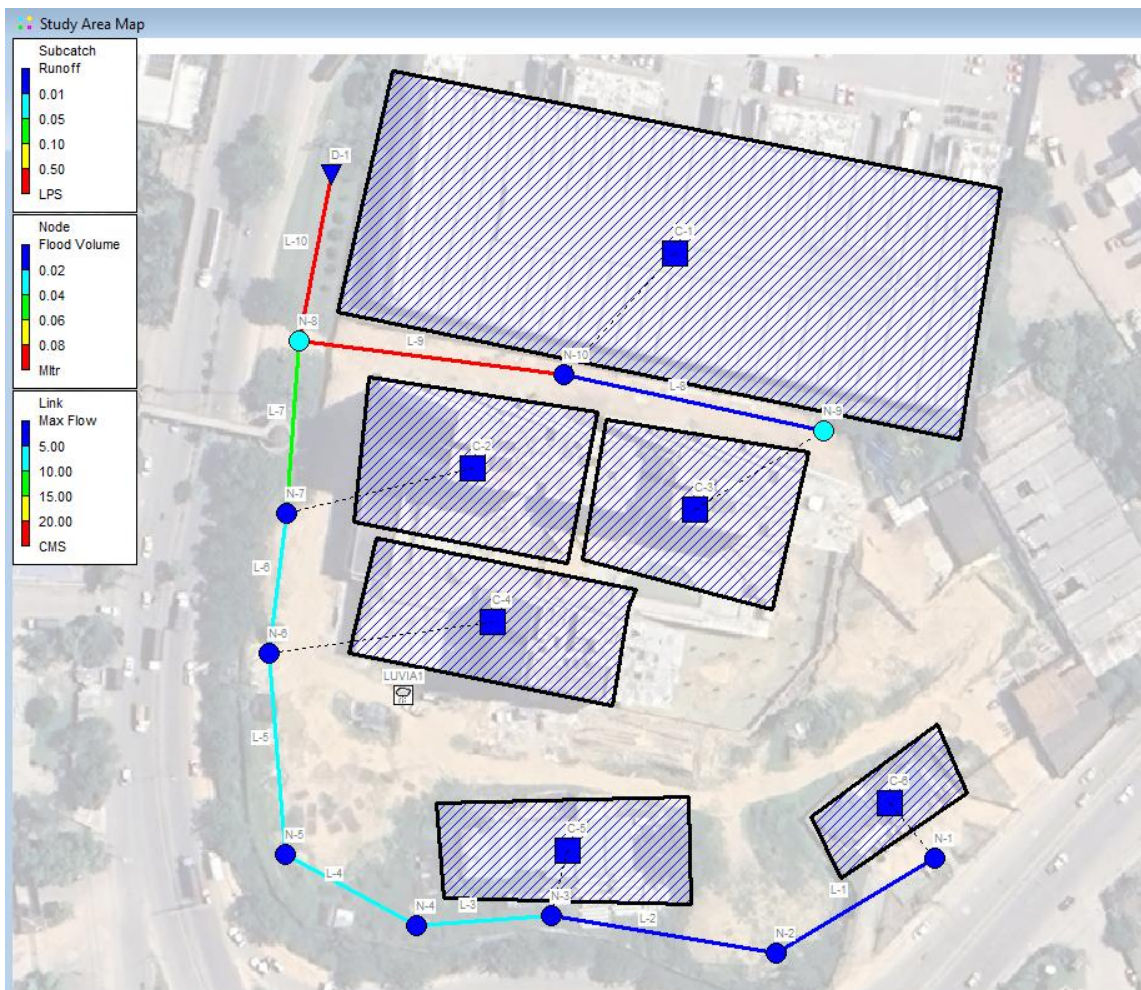 Study Area Map
Subcatch
Runoff
0.01
0.05
0.10
0.50
LPS
Node
Flood Volume
0.02
0.04
0.06
0.08
Mltr
Link
Max Flow
5.00
10.00
15.00
20.00
CMS
D-1
C-1
L-10
N-8
L-9
N-10
L-8
N-9
L-7
C-2
C-3
N-7
L-6
C-4
N-6
LUVIA1
L-5
C-6
C-5
N-5
N-1
L-4
L-1
N-4
L-3
N-3
L-2
N-2